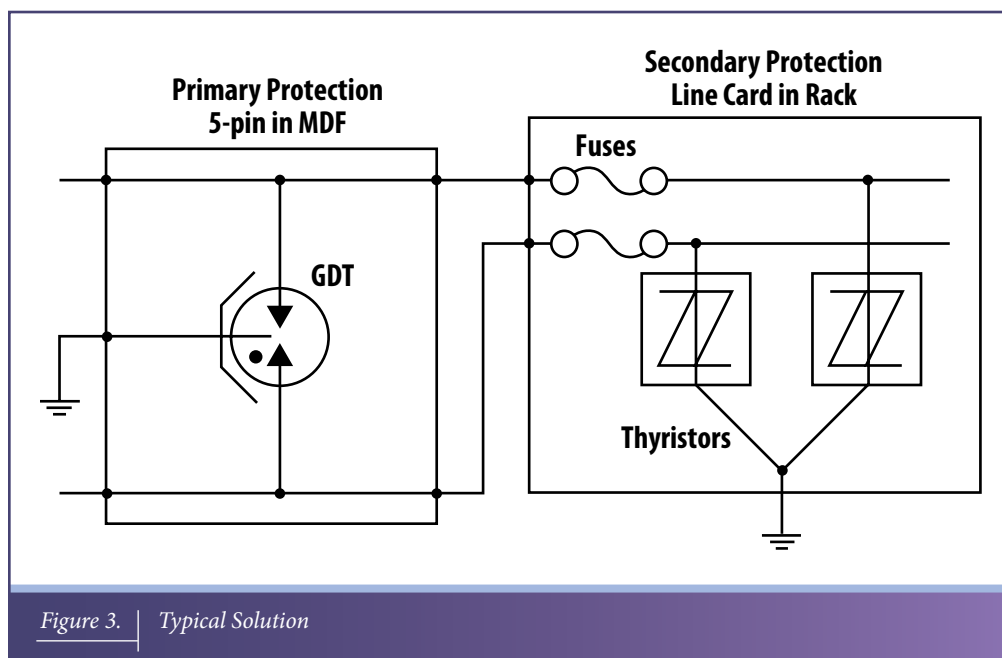 Primary Protection
5-pin in MDF
Secondary Protection
Line Card in Rack
Fuses
GDT
Thyristors
Figure 3. Typical Solution